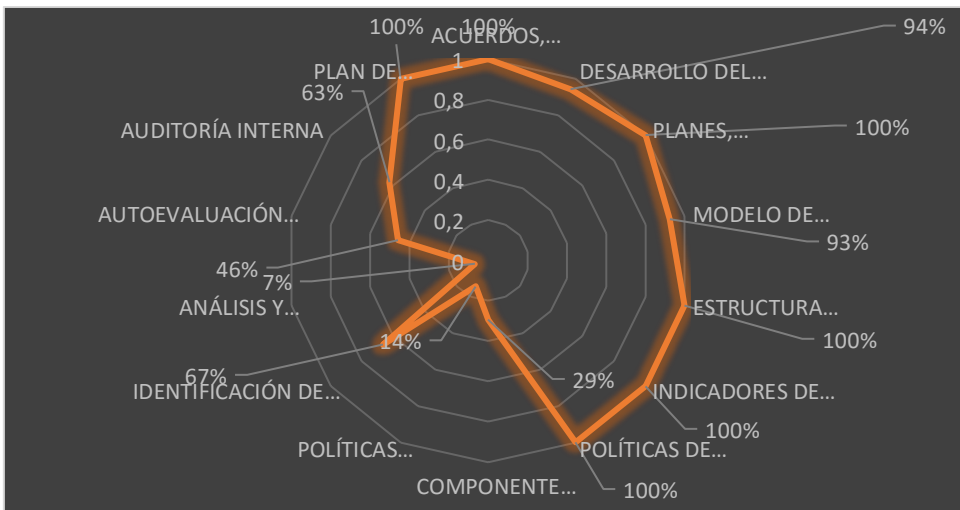 100%
100%
94%
ACUERDOS,...
PLAN DE...
1
DESARROLLO DEL...
63%
0,8
AUDITORÍA INTERNA
0,6
PLANES,...
100%
0,4
AUTOEVALUACIÓN...
0,2
MODELO DE...
93%
46%
0
7%
ANÁLISIS Y...
ESTRUCTURA...
14%
100%
67%
29%
IDENTIFICACIÓN DE...
INDICADORES DE...
100%
POLÍTICAS...
POLÍTICAS DE...
COMPONENTE...
100%